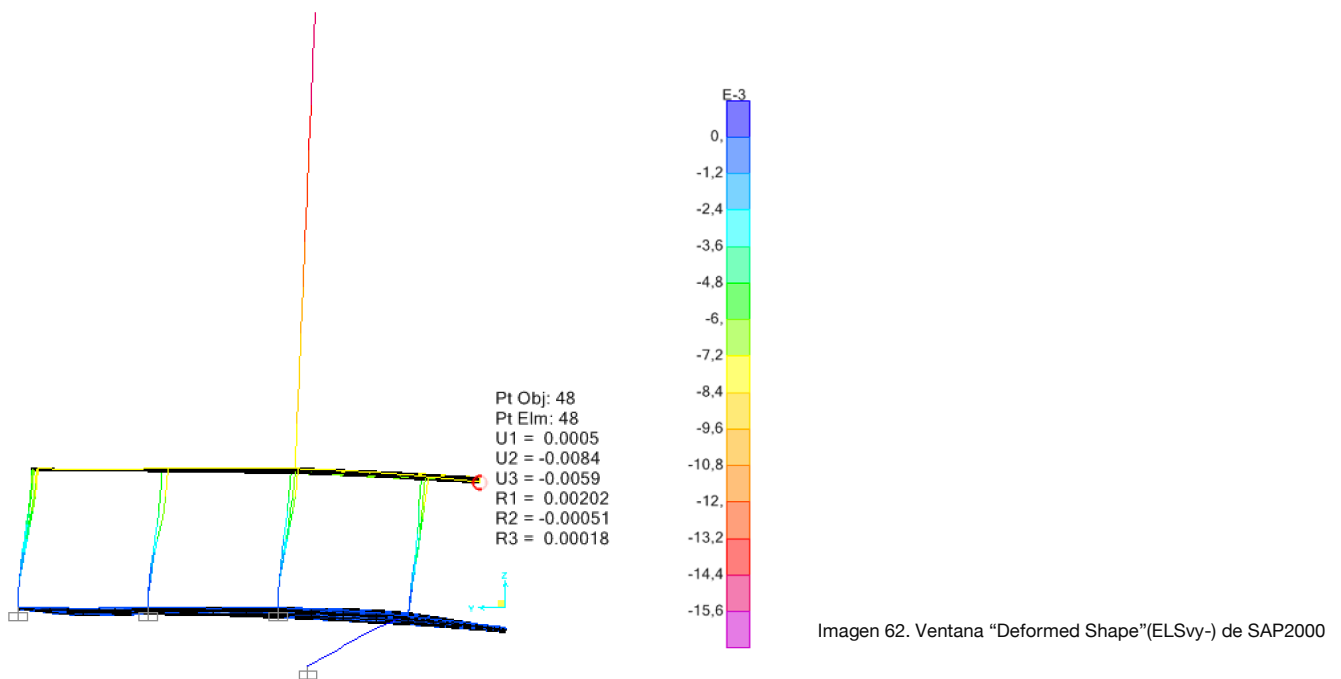 Pt Obj: 48
Pt Elm: 48
U1 = 0.0005
U2 = -0.0084
U3 = -0.0059
R1 = 0.00202
R2 = -0.00051
R3 = 0.00018
Z
Y
E-3
0,
-1,2
-2,4
-3,6
-4,8
-6,
-7,2
-8,4
-9,6
-10,8
-12,
-13,2
-14,4
-15,6
Imagen 62. Ventana “Deformed Shape”(ELSvy-) de SAP2000